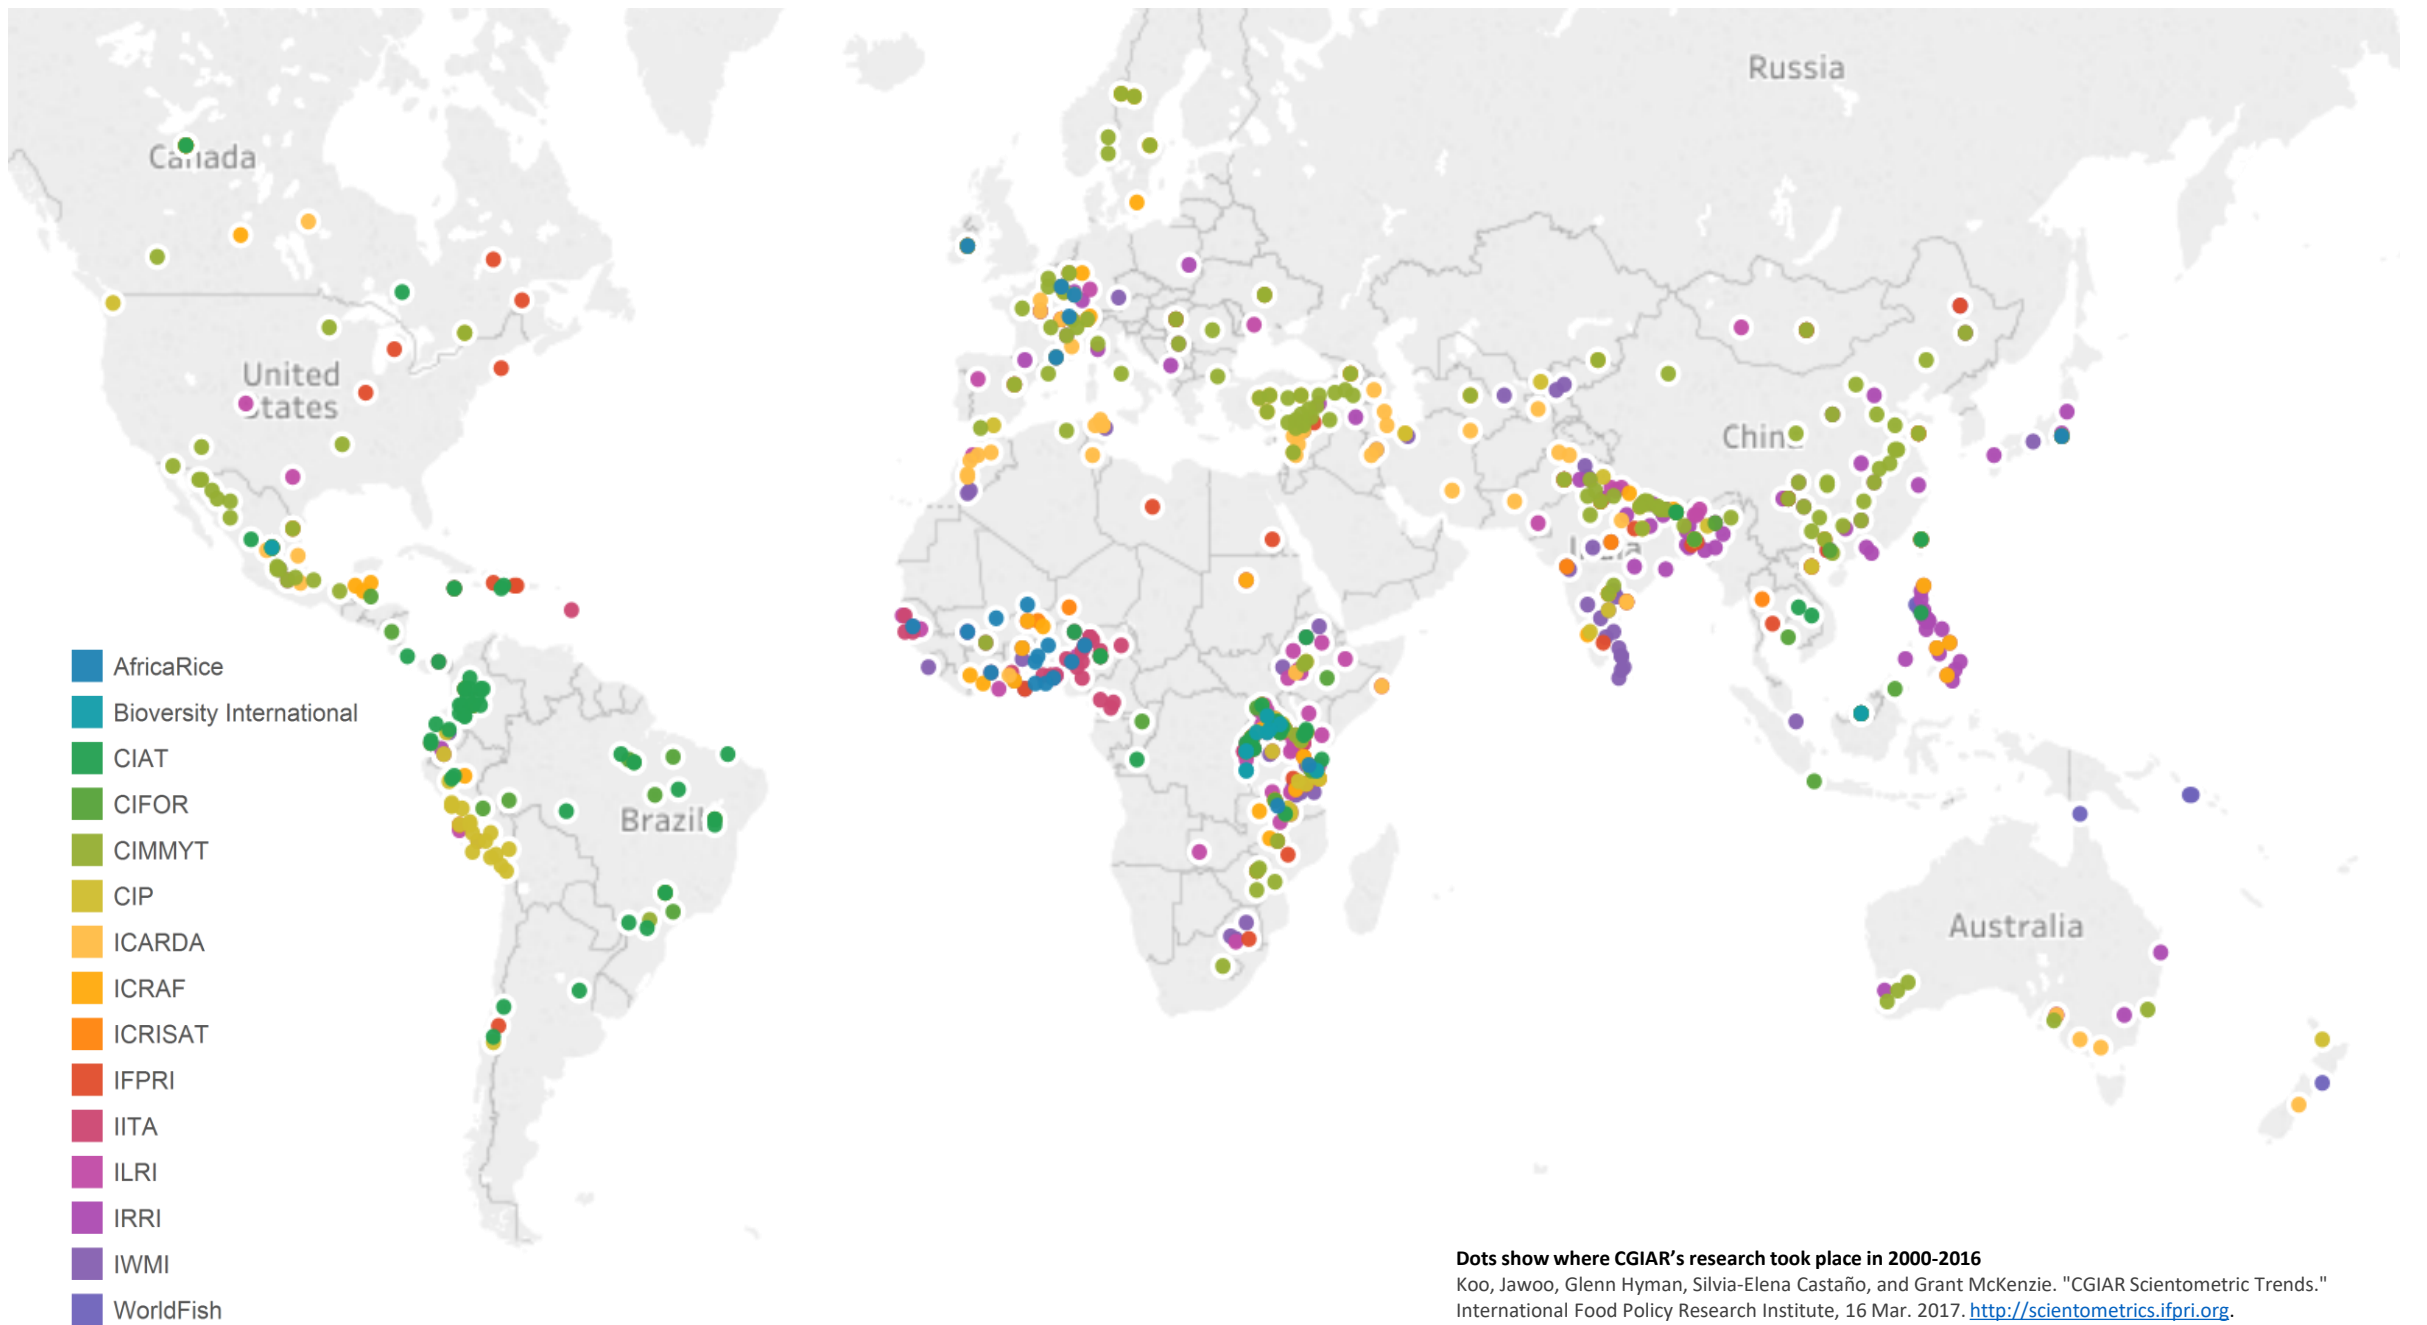 Russia
Canada
United
States
China
India
Brazil
Australia
AfricaRice
Bioversity International
CIAT
CIFOR
CIMMYT
CIP
ICARDA
ICRAF
ICRISAT
IFPRI
IITA
ILRI
IRRI
IWMI
WorldFish
Dots show where CGIAR’s research took place in 2000-2016
Koo, Jawoo, Glenn Hyman, Silvia-Elena Castaño, and Grant McKenzie. "CGIAR Scientometric Trends."
International Food Policy Research Institute, 16 Mar. 2017. http://scientometrics.ifpri.org.